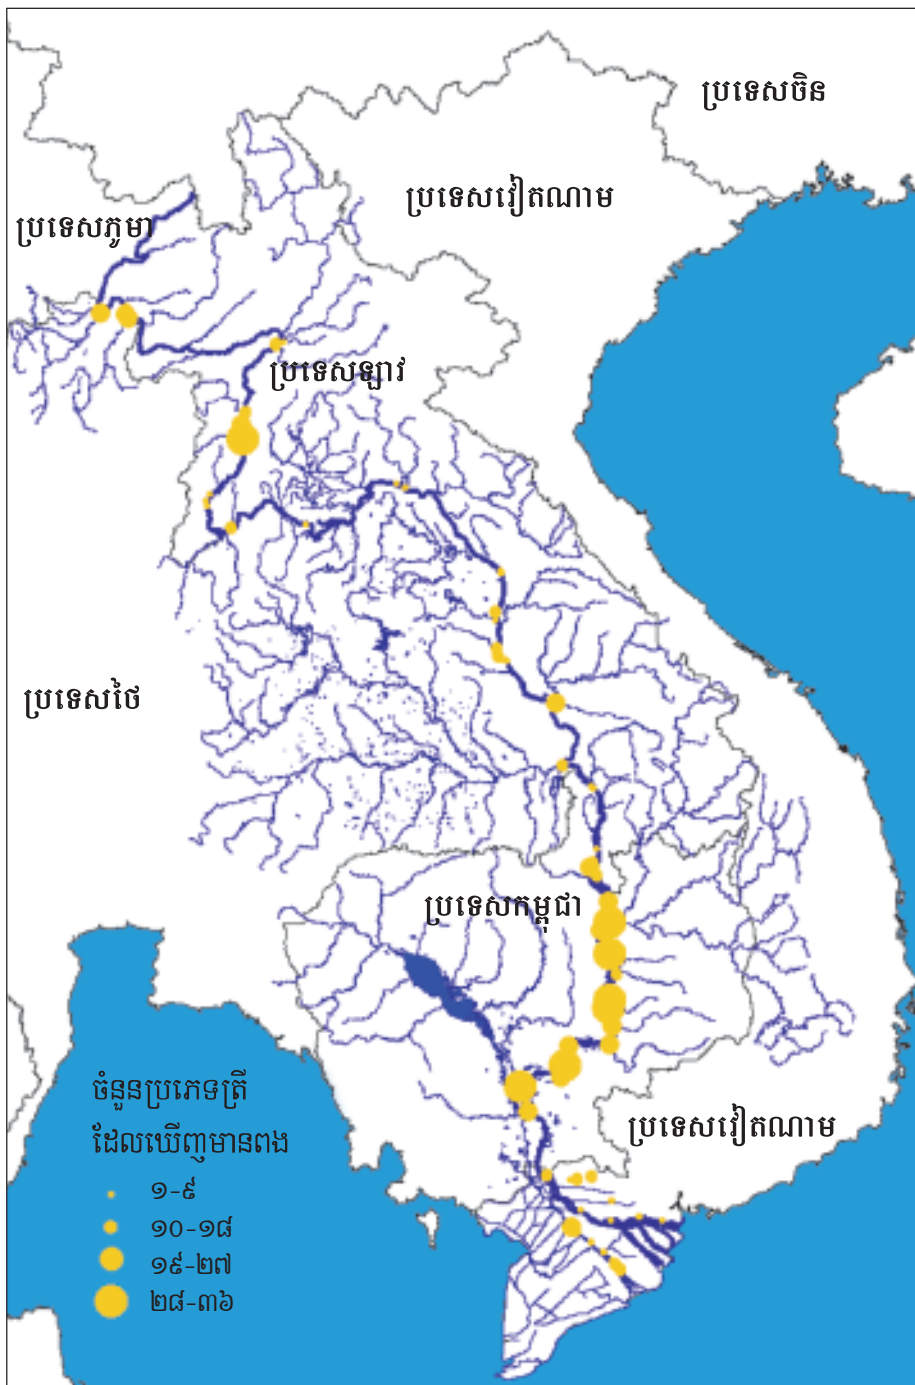 ប្រទេសចិន
ប្រទេសវៀតណាម
ប្រទេសភូមា
ប្រទេសឡាវ
ប្រទេសថៃ
ប្រទេសកម្ពុជា
ប្រទេសវៀតណាម
ចំនួនប្រភេទត្រី
ដែលឃើញមានពង
១-៩
១០-១៨
១៩-២៧
២៨-៣៦